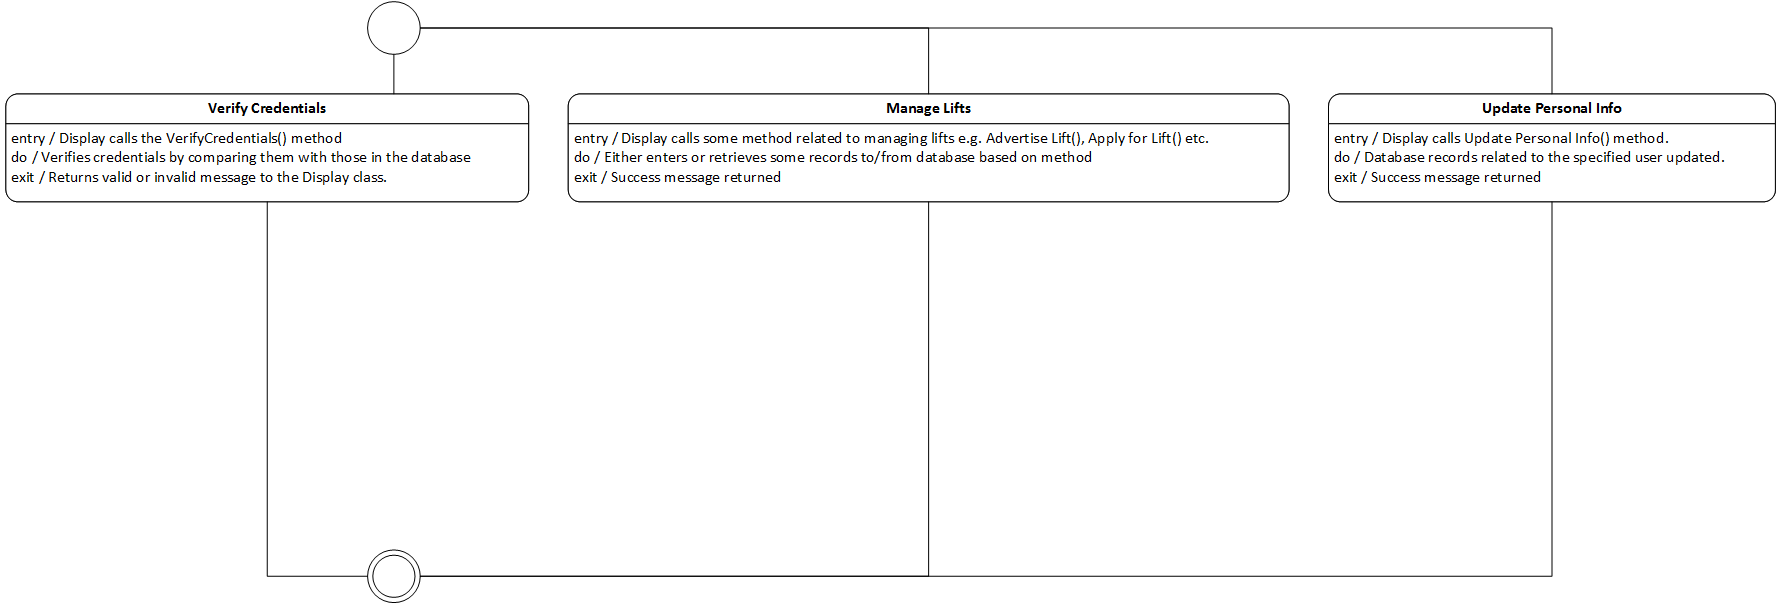 Verify Credentials
entry / Display calls the VerifyCredentials() method
do / Verifies credentials by comparing them with those in the database
exit / Returns valid or invalid message to the Display class.
Manage Lifts
entry / Display calls some method related to managing lifts e.g. Advertise Lift(), Apply for Lift() etc.
do / Either enters or retrieves some records to/from database based on method
exit / Success message returned
Update Personal Info
entry / Display calls Update Personal Info() method.
do / Database records related to the specified user updated.
exit / Success message returned